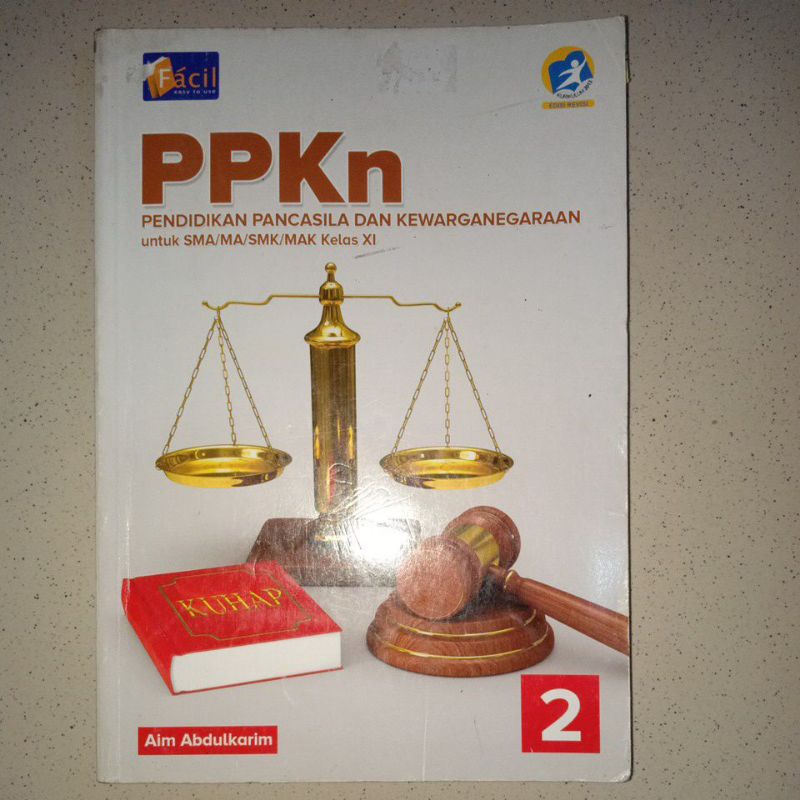 Fácil
easy to use
EDISI REVISI
PPKn
PENDIDIKAN PANCASILA DAN KEWARGANEGARAAN
untuk SMA/MA/SMK/MAK Kelas XI
KUHAP
Aim Abdulkarim
2